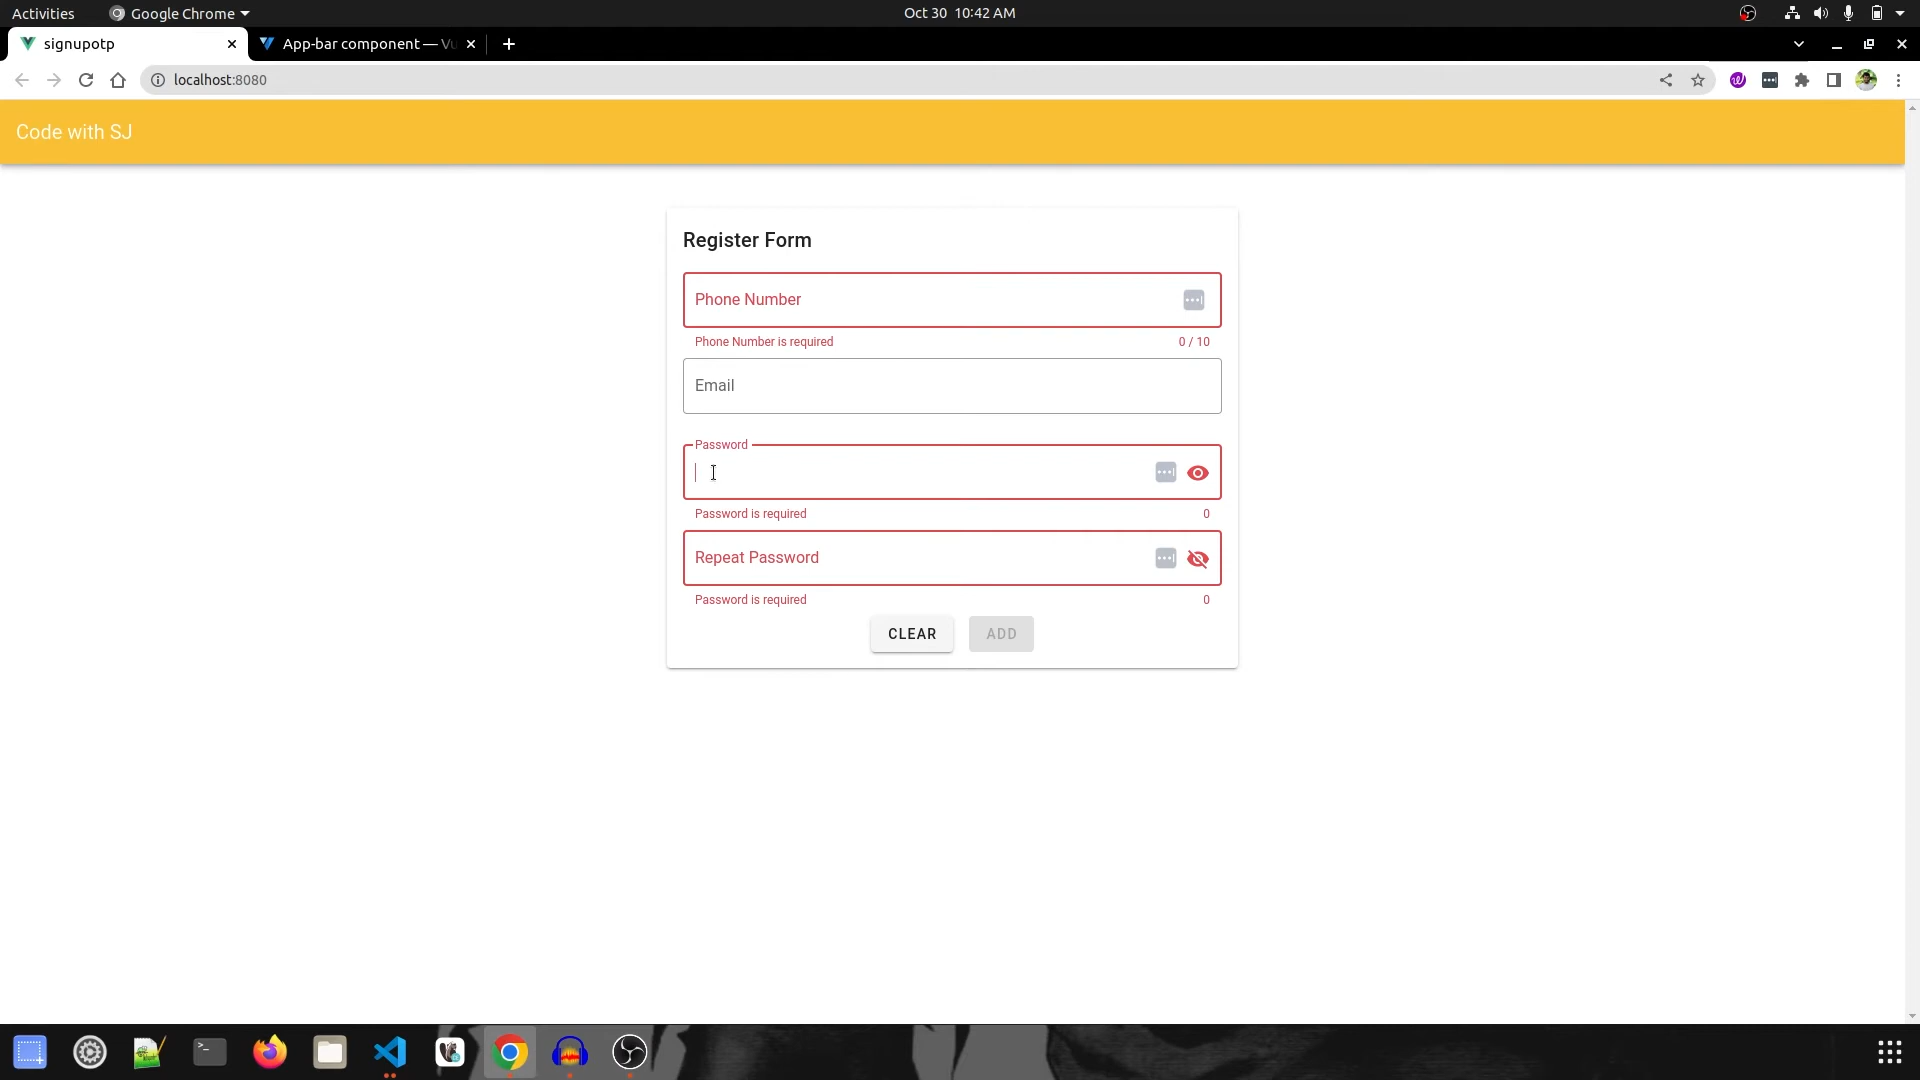 Activities Google Chrome Oct 30 10:42 AM
signupotp App-bar component — Vu
localhost:8080
Code with SJ
Register Form
Phone Number
Phone Number is required 0 / 10
Email
Password
Password is required 0
Repeat Password
Password is required 0
CLEAR ADD